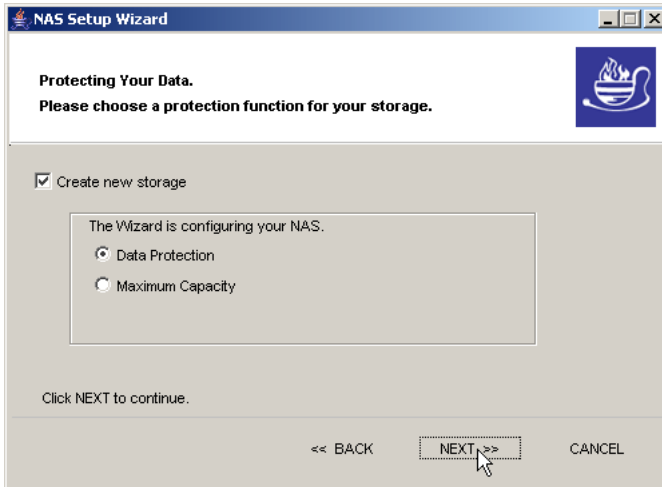 NAS Setup Wizard
Protecting Your Data.
Please choose a protection function for your storage.
Create new storage
The Wizard is configuring your NAS.
Data Protection
Maximum Capacity
Click NEXT to continue.
<< BACK NEXT >> CANCEL